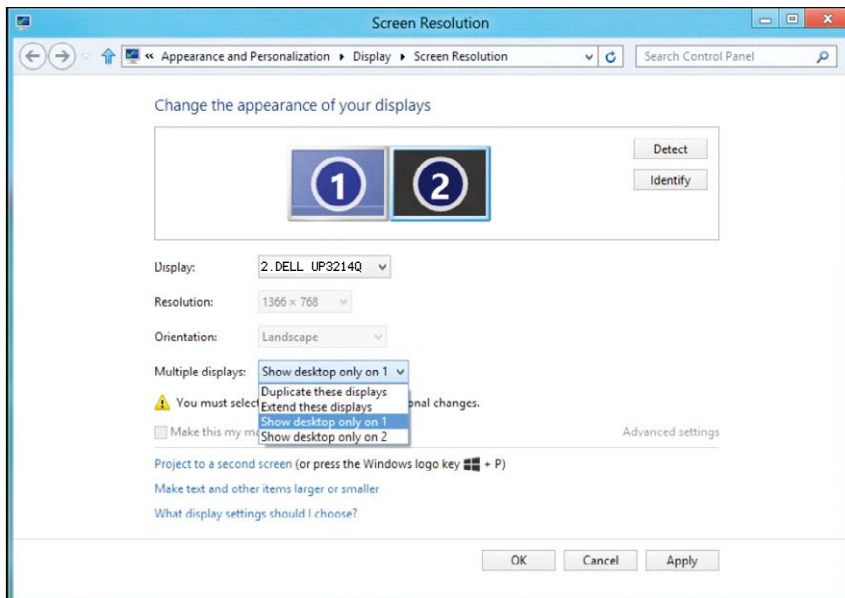 Screen Resolution
« Appearance and Personalization ▸ Display ▸ Screen Resolution
Search Control Panel
Change the appearance of your displays
1 2
Detect
Identify
Display: 2.DELL UP3214Q
Resolution: 1366 × 768
Orientation: Landscape
Multiple displays: Show desktop only on 1
Duplicate these displays
You must selec
Extend these displays
onal changes.
Show desktop only on 1
Make this my m
Show desktop only on 2
Advanced settings
Project to a second screen (or press the Windows logo key + P)
Make text and other items larger or smaller
What display settings should I choose?
OK Cancel Apply